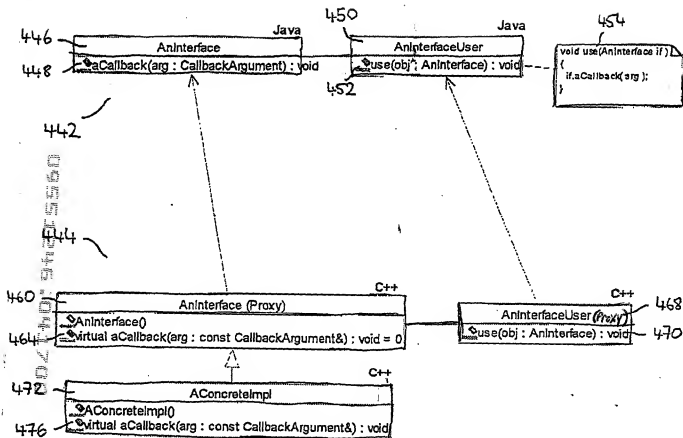 446
Java
AnInterface
448
aCallback(arg : CallbackArgument) : void
450
Java
AnInterfaceUser
452
use(obj : AnInterface) : void
454
void use(AnInterface if)
{
if.aCallback( arg );
}
442
444
460
C++
AnInterface (Proxy)
AnInterface()
464
virtual aCallback(arg : const CallbackArgument&) : void = 0
C++
AnInterfaceUser (Proxy)
468
use(obj : AnInterface) : void
470
472
C++
AConcreteImpl
AConcreteImpl()
476
virtual aCallback(arg : const CallbackArgument&) : void